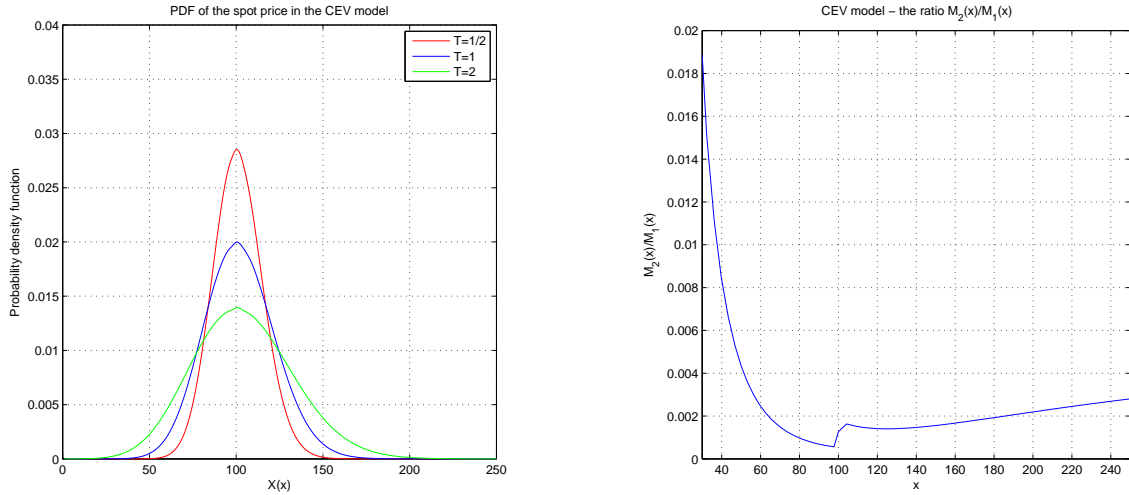 PDF of the spot price in the CEV model
0.04
0.035
0.03
0.025
0.02
0.015
0.01
0.005
0
Probability density function
T=1/2
T=1
T=2
0 50 100 150 200 250
X(x)
CEV model − the ratio M₂(x)/M₁(x)
0.02
0.018
0.016
0.014
0.012
0.01
0.008
0.006
0.004
0.002
0
M₂(x)/M₁(x)
40 60 80 100 120 140 160 180 200 220 240
x